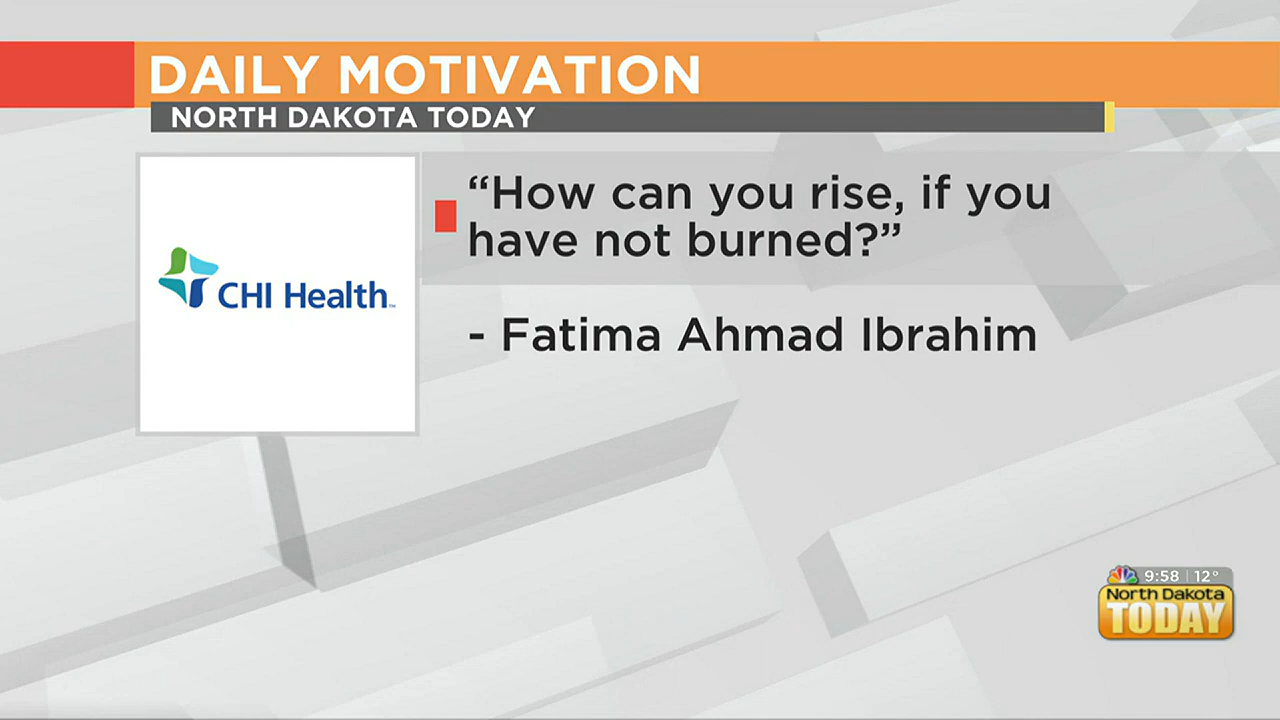 DAILY MOTIVATION
NORTH DAKOTA TODAY
“How can you rise, if you
have not burned?”
- Fatima Ahmad Ibrahim
CHI Health™
9:58 | 12°
North Dakota
TODAY